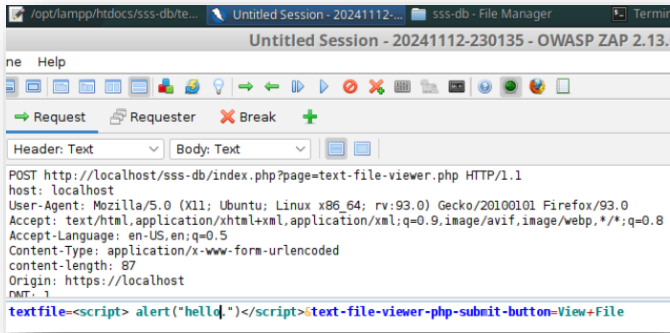 /opt/lampp/htdocs/sss-db/te... Untitled Session - 20241112-... sss-db - File Manager Termin
Untitled Session - 20241112-230135 - OWASP ZAP 2.13.
ne Help
Request Requester Break
Header: Text Body: Text
POST http://localhost/sss-db/index.php?page=text-file-viewer.php HTTP/1.1
host: localhost
User-Agent: Mozilla/5.0 (X11; Ubuntu; Linux x86_64; rv:93.0) Gecko/20100101 Firefox/93.0
Accept: text/html,application/xhtml+xml,application/xml;q=0.9,image/avif,image/webp,*/*;q=0.8
Accept-Language: en-US,en;q=0.5
Content-Type: application/x-www-form-urlencoded
content-length: 87
Origin: https://localhost
DNT: 1
textfile=<script> alert("hello.")</script>&text-file-viewer-php-submit-button=View+File